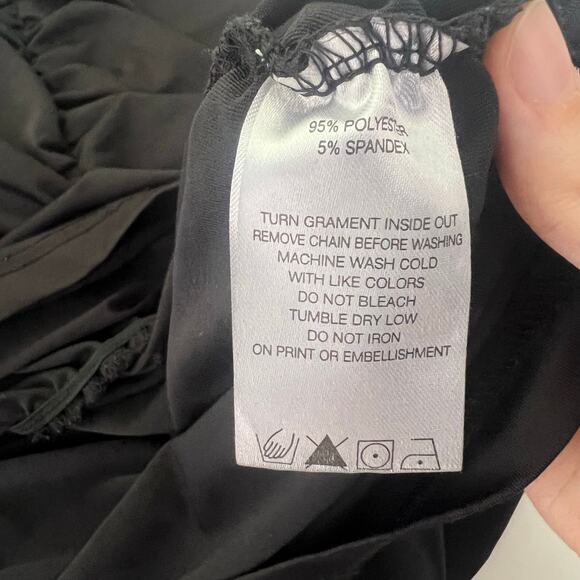 95% POLYESTER
5% SPANDEX
TURN GRAMENT INSIDE OUT
REMOVE CHAIN BEFORE WASHING
MACHINE WASH COLD
WITH LIKE COLORS
DO NOT BLEACH
TUMBLE DRY LOW
DO NOT IRON
ON PRINT OR EMBELLISHMENT